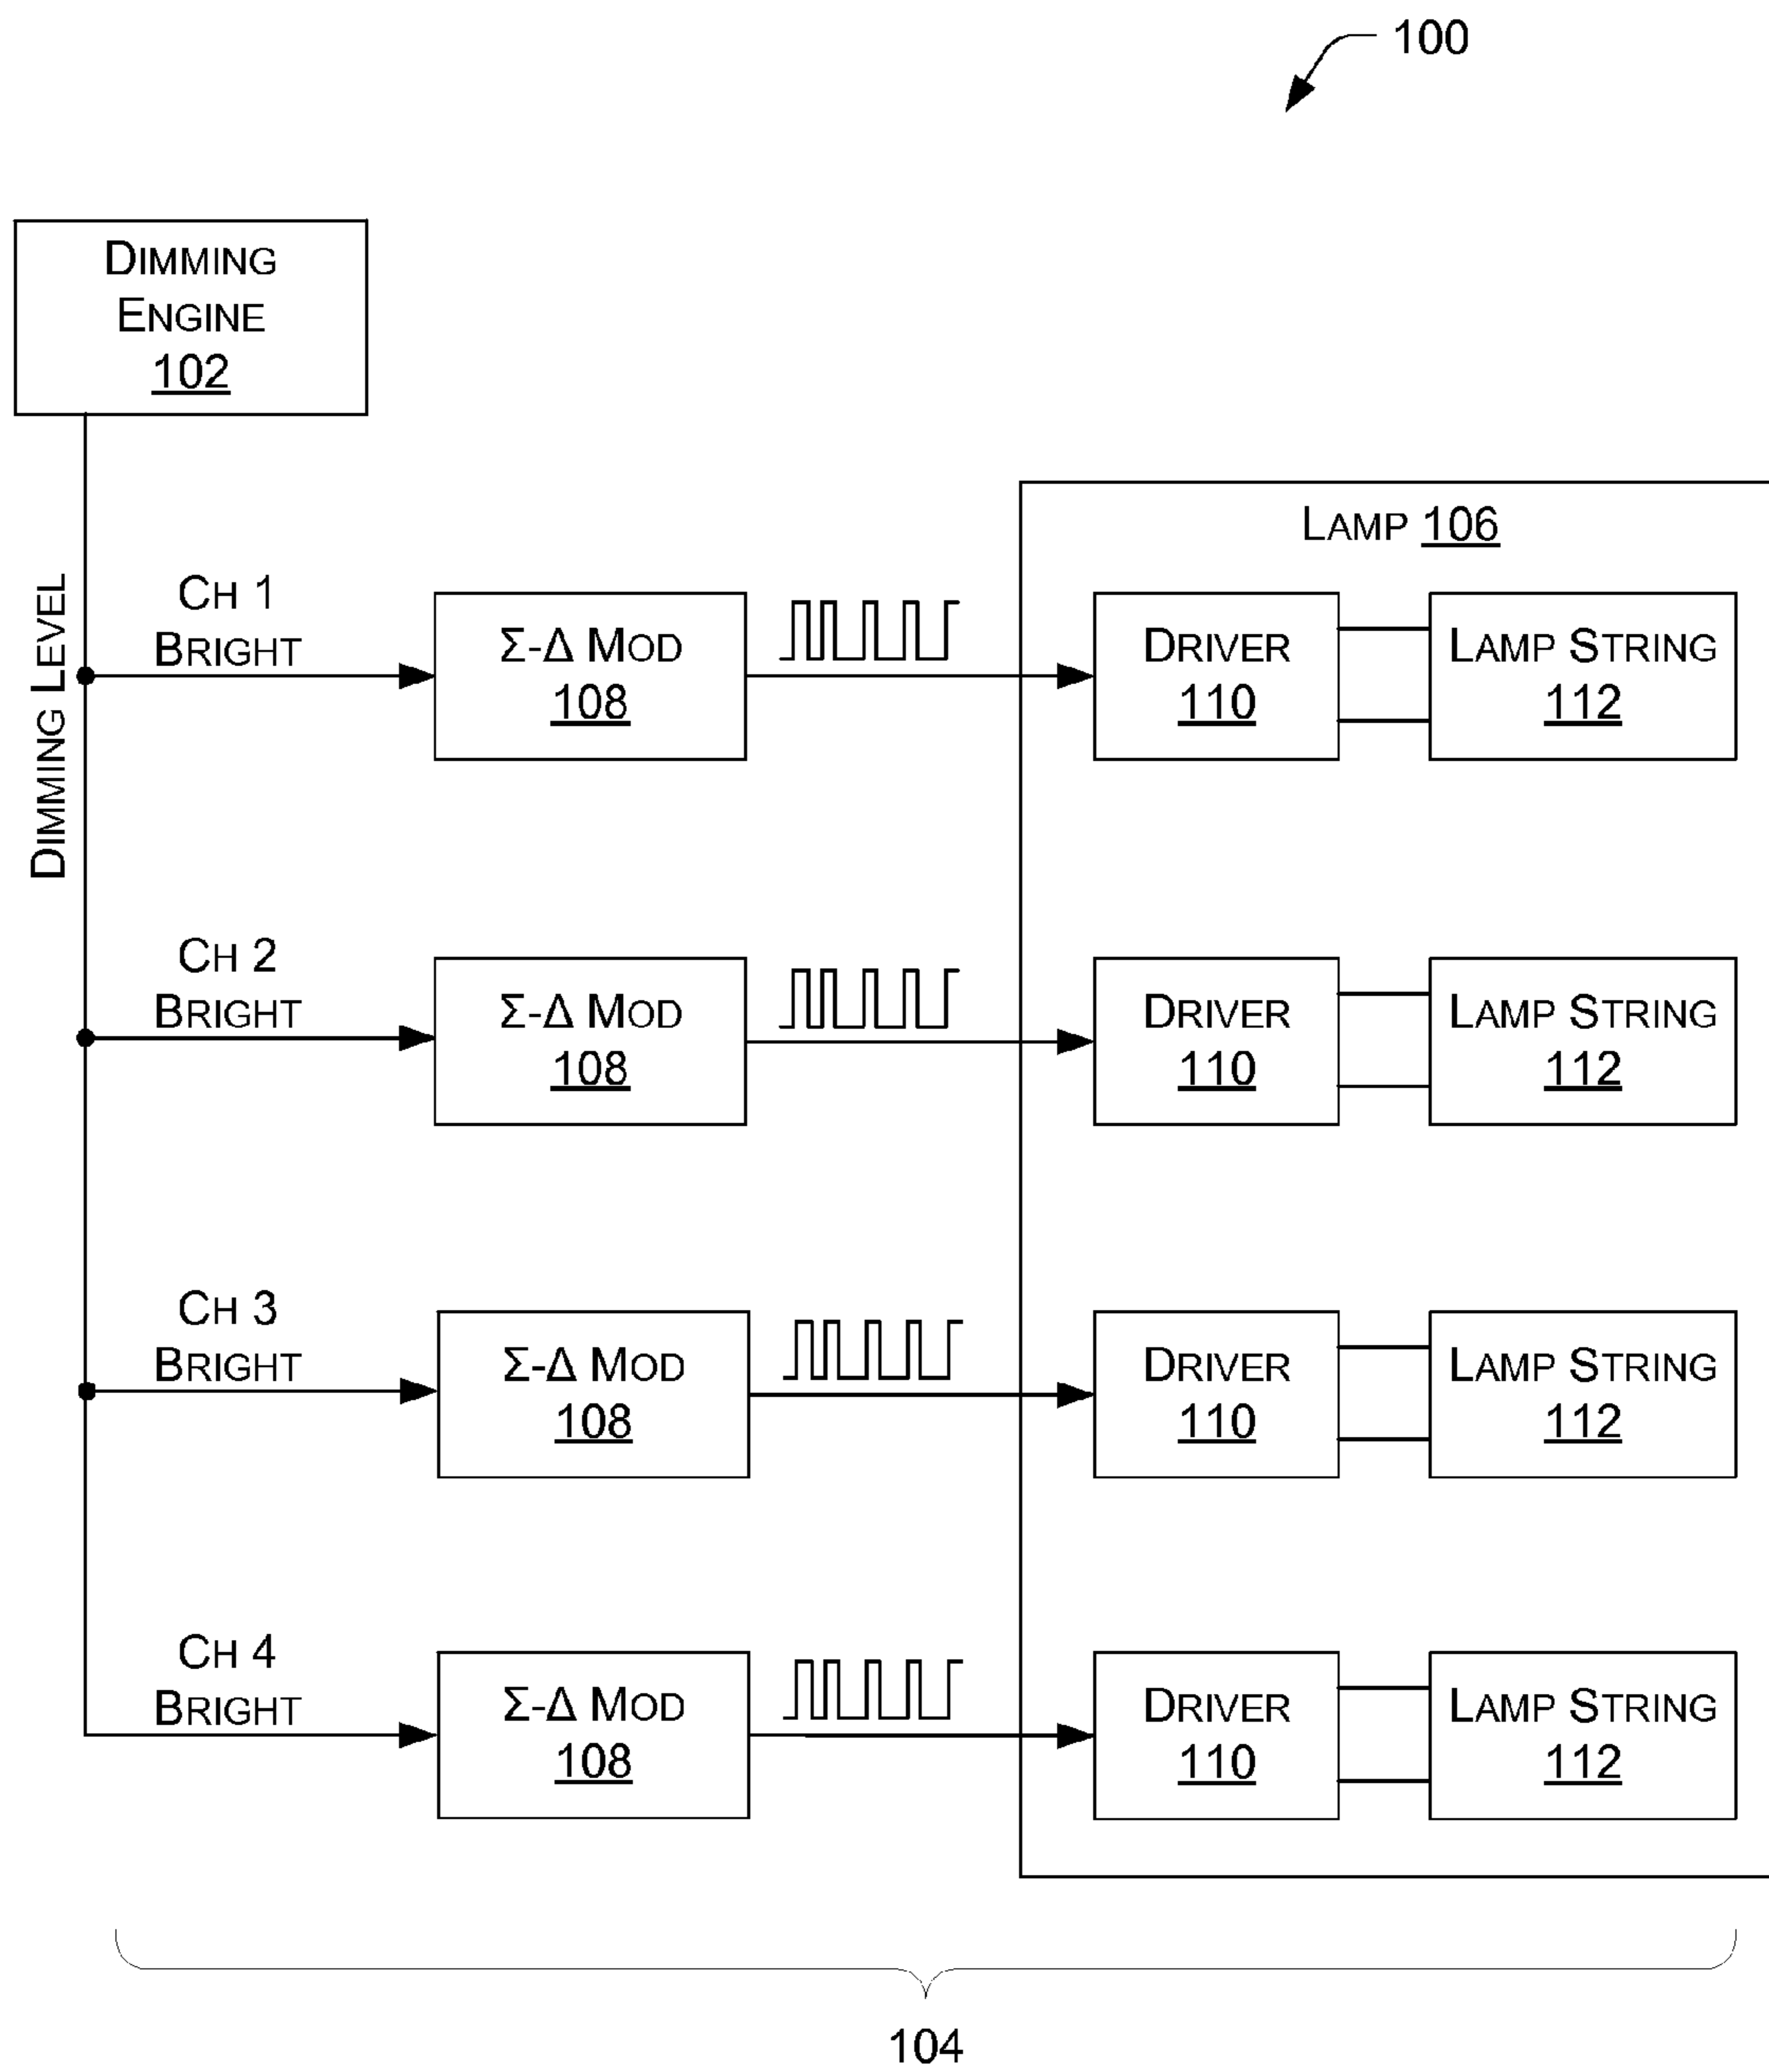 100
DIMMING
ENGINE
102
DIMMING LEVEL
LAMP 106
CH 1
BRIGHT
Σ-Δ MOD
108
DRIVER
110
LAMP STRING
112
CH 2
BRIGHT
Σ-Δ MOD
108
DRIVER
110
LAMP STRING
112
CH 3
BRIGHT
Σ-Δ MOD
108
DRIVER
110
LAMP STRING
112
CH 4
BRIGHT
Σ-Δ MOD
108
DRIVER
110
LAMP STRING
112
104